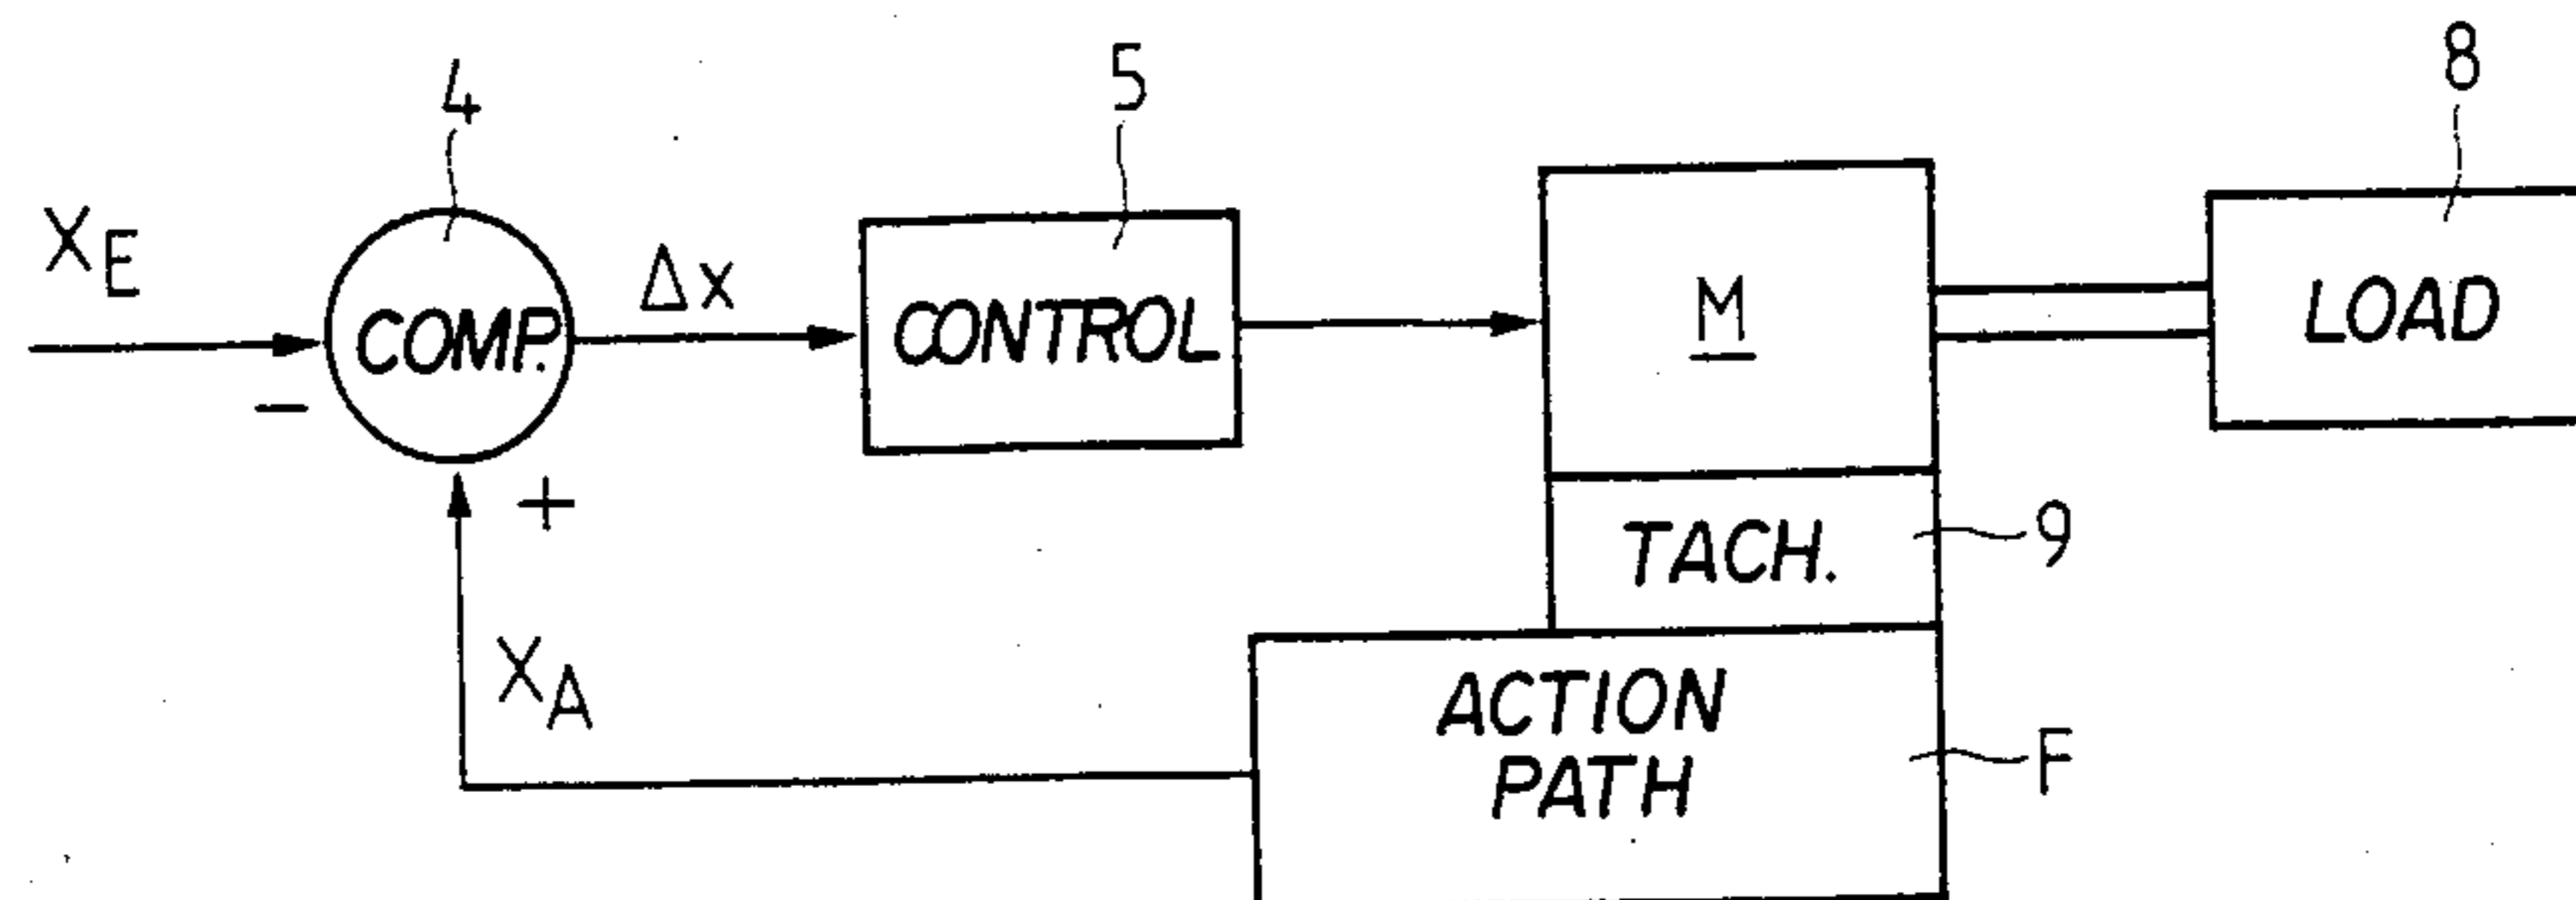 4
5
8
XE
COMP.
Δx
CONTROL
M
LOAD
−
+
TACH.
9
XA
ACTION
PATH
F